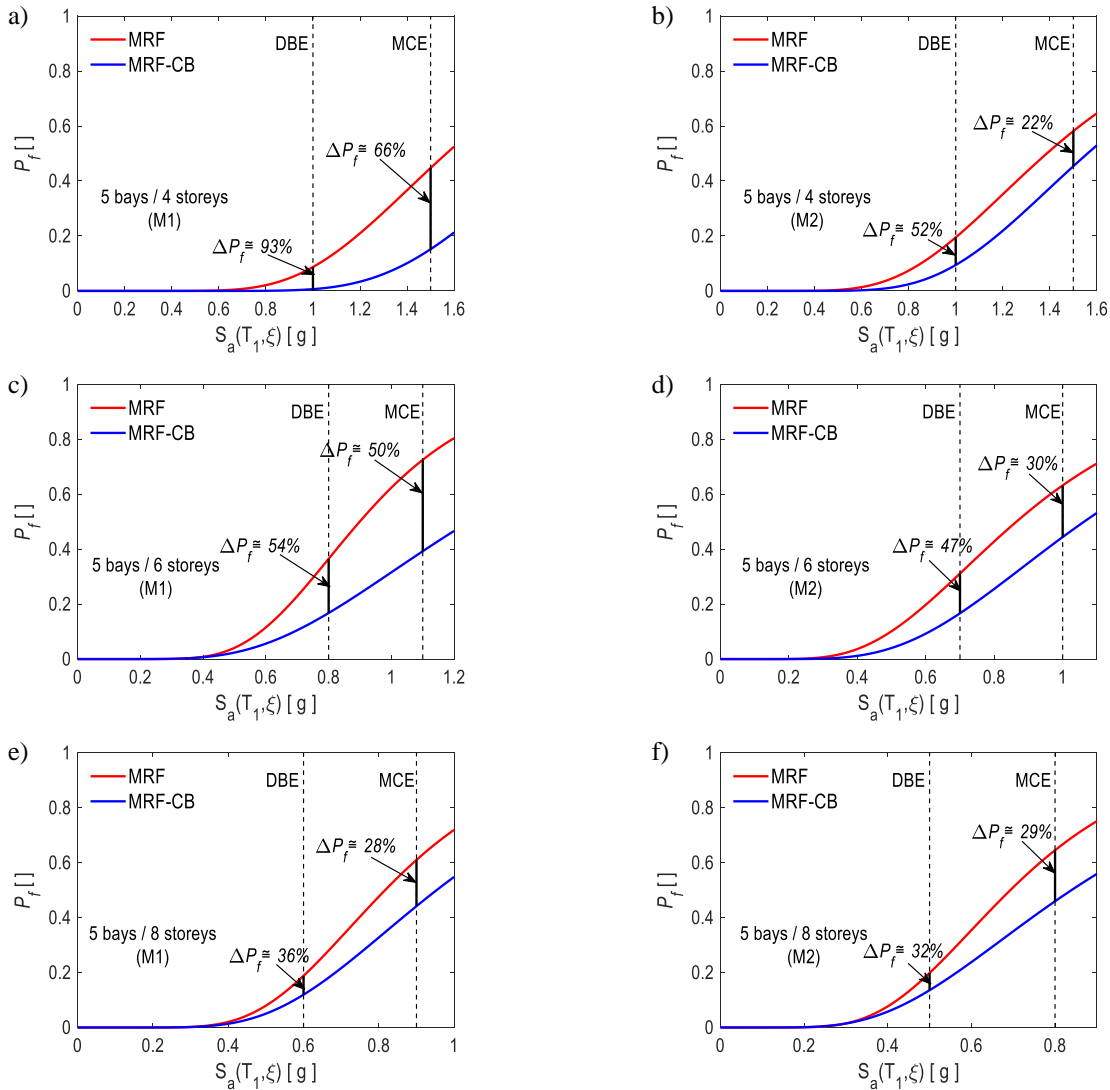 a)
1
MRF
MRF-CB
DBE
MCE
0.8
0.6
0.4
0.2
0
P_f [ ]
ΔP_f ≅ 66%
5 bays / 4 storeys
(M1)
ΔP_f ≅ 93%
0 0.2 0.4 0.6 0.8 1 1.2 1.4 1.6
S_a(T_1,ξ) [ g ]
b)
1
MRF
MRF-CB
DBE
MCE
0.8
0.6
0.4
0.2
0
P_f [ ]
ΔP_f ≅ 22%
5 bays / 4 storeys
(M2)
ΔP_f ≅ 52%
0 0.2 0.4 0.6 0.8 1 1.2 1.4 1.6
S_a(T_1,ξ) [ g ]
c)
1
MRF
MRF-CB
DBE
MCE
0.8
0.6
0.4
0.2
0
P_f [ ]
ΔP_f ≅ 50%
ΔP_f ≅ 54%
5 bays / 6 storeys
(M1)
0 0.2 0.4 0.6 0.8 1 1.2
S_a(T_1,ξ) [ g ]
d)
1
MRF
MRF-CB
DBE
MCE
0.8
0.6
0.4
0.2
0
P_f [ ]
ΔP_f ≅ 30%
ΔP_f ≅ 47%
5 bays / 6 storeys
(M2)
0 0.2 0.4 0.6 0.8 1
S_a(T_1,ξ) [ g ]
e)
1
MRF
MRF-CB
DBE
MCE
0.8
0.6
0.4
0.2
0
P_f [ ]
ΔP_f ≅ 28%
5 bays / 8 storeys
(M1)
ΔP_f ≅ 36%
0 0.2 0.4 0.6 0.8 1
S_a(T_1,ξ) [ g ]
f)
1
MRF
MRF-CB
DBE
MCE
0.8
0.6
0.4
0.2
0
P_f [ ]
ΔP_f ≅ 29%
5 bays / 8 storeys
(M2)
ΔP_f ≅ 32%
0 0.2 0.4 0.6 0.8
S_a(T_1,ξ) [ g ]